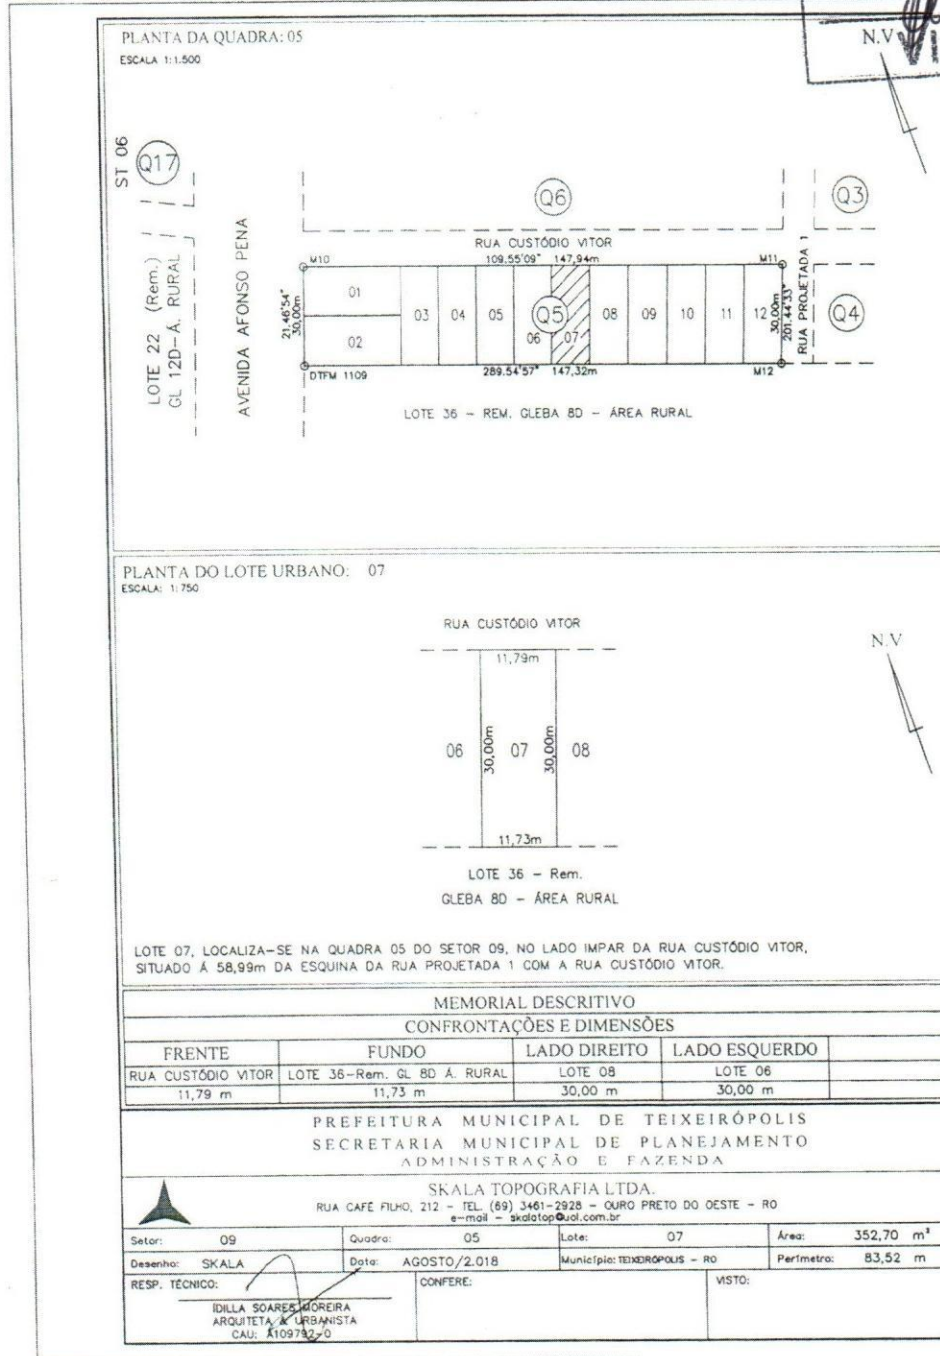 PLANTA DA QUADRA: 05
ESCALA 1:1.500
N.V
ST 06
Q17
Q6
Q3
LOTE 22 (Rem.)
GL 12D-Á. RURAL
AVENIDA AFONSO PENA
RUA CUSTÓDIO VITOR
M10
109.55'09" 147,94m
M11
RUA PROJETADA 1
21.46'54"
30,00m
01
02
03
04
05
06
Q5
07
08
09
10
11
12
30,00m
201.44'33"
Q4
DTFM 1109
289.54'57" 147,32m
M12
LOTE 36 - REM. GLEBA 8D - ÁREA RURAL
PLANTA DO LOTE URBANO: 07
ESCALA: 1:750
RUA CUSTÓDIO VITOR
N.V
11,79m
06
30,00m
07
30,00m
08
11,73m
LOTE 36 - Rem.
GLEBA 8D - ÁREA RURAL
LOTE 07, LOCALIZA-SE NA QUADRA 05 DO SETOR 09, NO LADO IMPAR DA RUA CUSTÓDIO VITOR,
SITUADO Á 58,99m DA ESQUINA DA RUA PROJETADA 1 COM A RUA CUSTÓDIO VITOR.
MEMORIAL DESCRITIVO
CONFRONTAÇÕES E DIMENSÕES
FRENTE FUNDO LADO DIREITO LADO ESQUERDO
RUA CUSTÓDIO VITOR LOTE 36-Rem. GL 8D Á. RURAL LOTE 08 LOTE 06
11,79 m 11,73 m 30,00 m 30,00 m
PREFEITURA MUNICIPAL DE TEIXEIRÓPOLIS
SECRETARIA MUNICIPAL DE PLANEJAMENTO
ADMINISTRAÇÃO E FAZENDA
SKALA TOPOGRAFIA LTDA.
RUA CAFÉ FILHO, 212 - TEL. (69) 3461-2928 - OURO PRETO DO OESTE - RO
e-mail - skalatop@uol.com.br
Setor: 09 Quadra: 05 Lote: 07 Área: 352,70 m²
Desenho: SKALA Data: AGOSTO/2.018 Município: TEIXEIRÓPOLIS - RO Perímetro: 83,52 m
RESP. TÉCNICO: CONFERE: VISTO:
IDILLA SOARES MOREIRA
ARQUITETA & URBANISTA
CAU: A109792-0